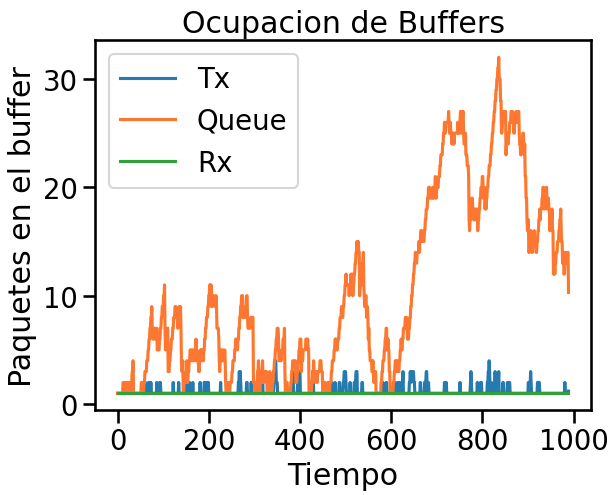 Ocupacion de Buffers
Paquetes en el buffer
30
20
10
0
Tx
Queue
Rx
0 200 400 600 800 1000
Tiempo